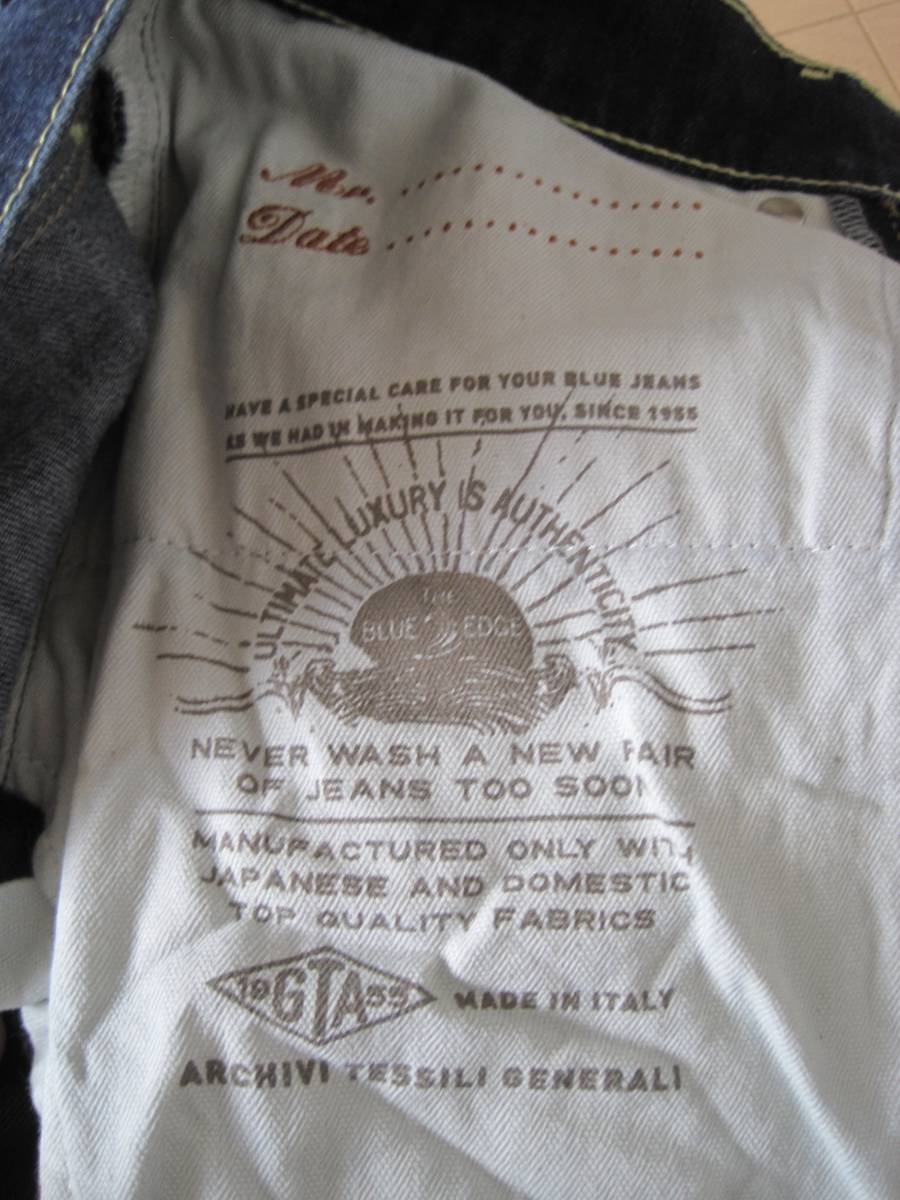 Mr. ....................
Date ....................
HAVE A SPECIAL CARE FOR YOUR BLUE JEANS
AS WE HAD IN MAKING IT FOR YOU. SINCE 1955
ULTIMATE LUXURY IS AUTHENTICITY
THE
BLUE EDGE
NEVER WASH A NEW PAIR
OF JEANS TOO SOON
MANUFACTURED ONLY WITH
JAPANESE AND DOMESTIC
TOP QUALITY FABRICS
19 GTA 55 MADE IN ITALY
ARCHIVI TESSILI GENERALI